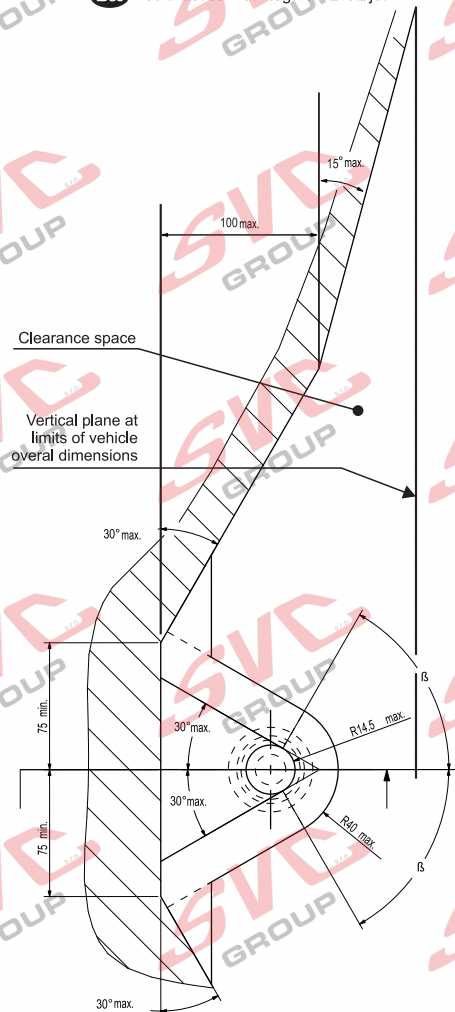 15° max.
100 max.
Clearance space
Vertical plane at
limits of vehicle
overal dimensions
30° max.
75 min.
30° max.
R14.5 max.
ß
75 min.
30° max.
R40 max.
ß
30° max.
SVC
s.r.o.
GROUP